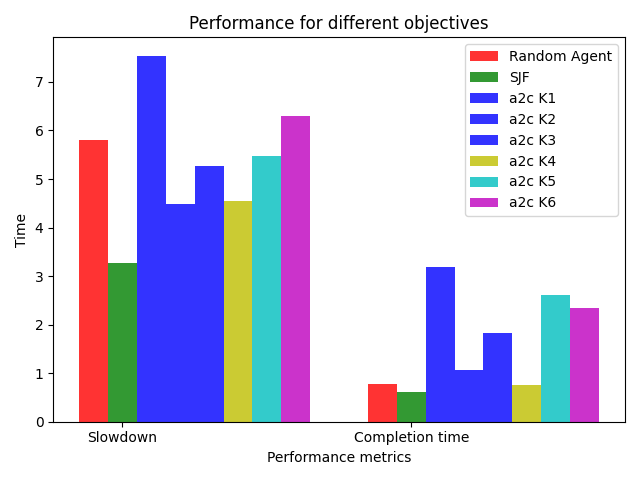 Performance for different objectives
Time
7
6
5
4
3
2
1
0
Random Agent
SJF
a2c K1
a2c K2
a2c K3
a2c K4
a2c K5
a2c K6
Slowdown
Completion time
Performance metrics